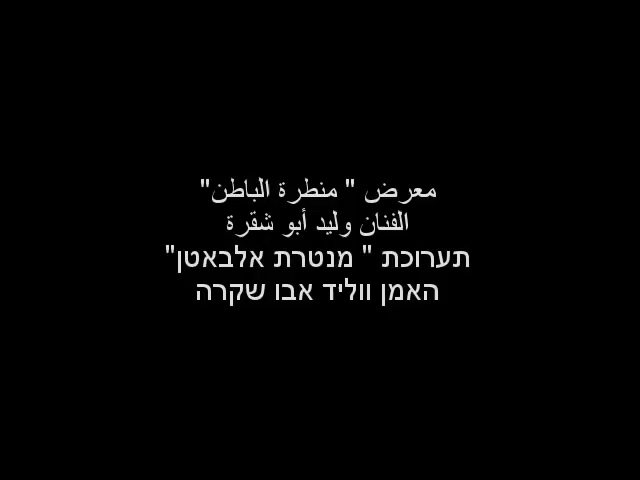 معرض " منطرة الباطن"
الفنان وليد أبو شقرة
תערוכת " מנטרת אלבאטן"
האמן ווליד אבו שקרה